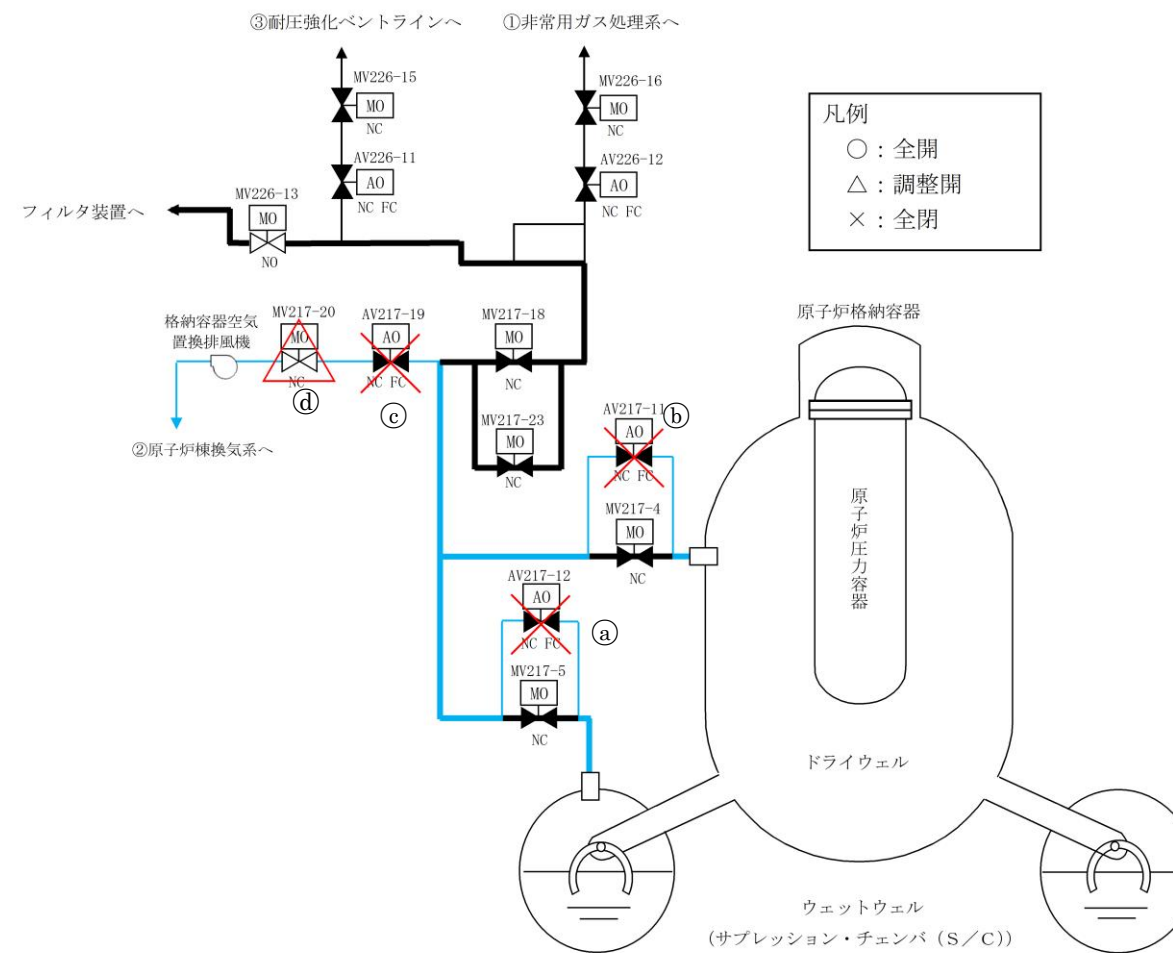 ③耐圧強化ベントラインへ
①非常用ガス処理系へ
MV226-15
MO
NC
MV226-16
MO
NC
AV226-11
AO
NC FC
AV226-12
AO
NC FC
凡例
○：全開
△：調整開
×：全閉
フィルタ装置へ
MV226-13
MO
NO
格納容器空気
置換排風機
MV217-20
MO
NC
ⓓ
AV217-19
AO
NC FC
ⓒ
MV217-18
MO
NC
MV217-23
MO
NC
②原子炉棟換気系へ
AV217-11
AO
NC FC
ⓑ
MV217-4
MO
NC
AV217-12
AO
NC FC
ⓐ
MV217-5
MO
NC
原子炉格納容器
原子炉圧力容器
ドライウェル
ウェットウェル
（サプレッション・チェンバ（S／C））